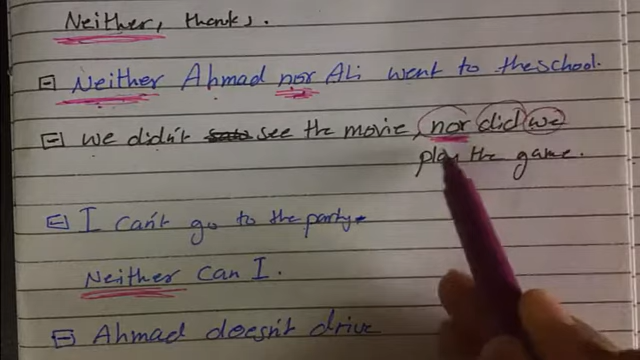 Neither, thanks.
Neither Ahmad nor Ali went to the school.
we didn't see the movie, nor did we
play the game.
I can't go to the party.
Neither can I.
Ahmad doesn't drive